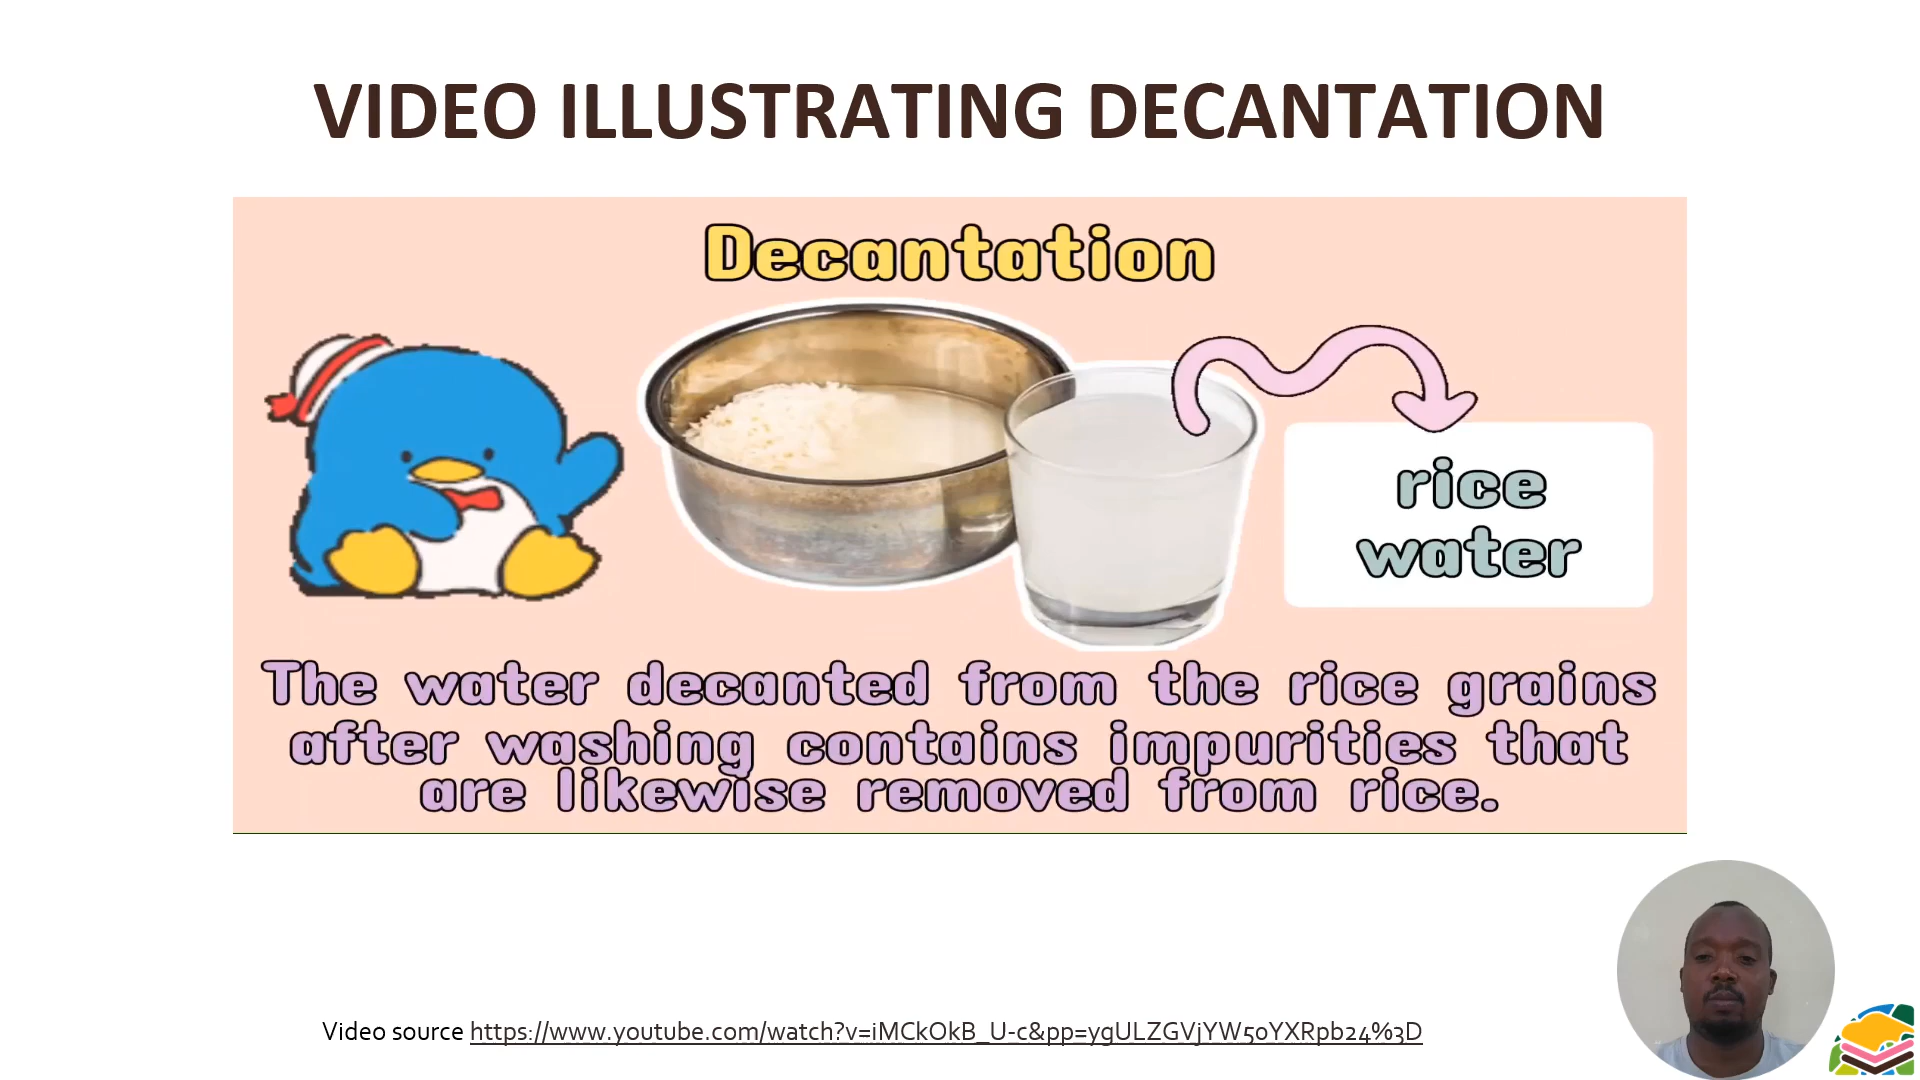 VIDEO ILLUSTRATING DECANTATION
Decantation
rice
water
The water decanted from the rice grains
after washing contains impurities that
are likewise removed from rice.
Video source https://www.youtube.com/watch?v=iMCkOkB_U-c&pp=ygULZGVjYW50YXRpb24%3D